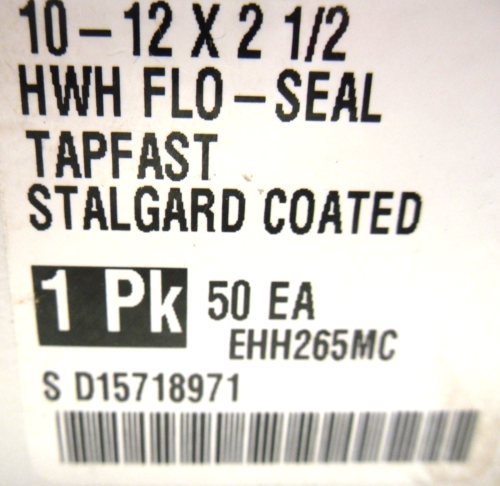 10-12 X 2 1/2
HWH FLO-SEAL
TAPFAST
STALGARD COATED
1 Pk 50 EA
EHH265MC
S D15718971